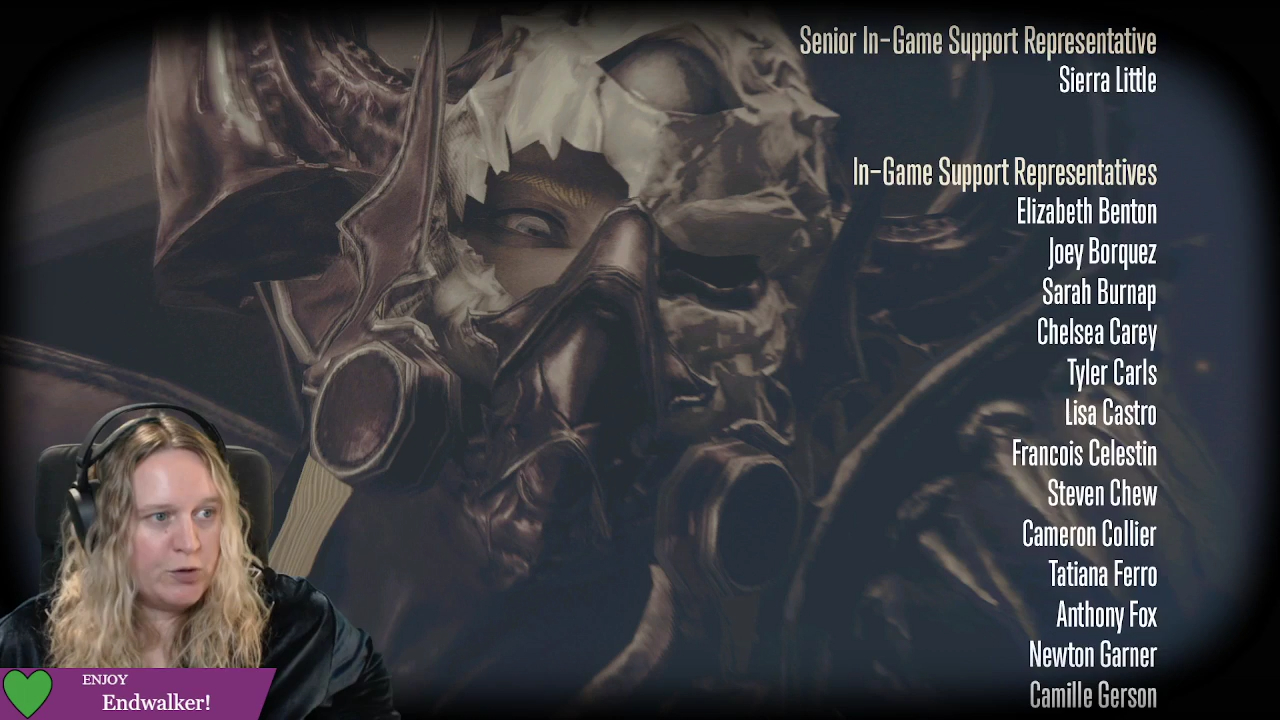 Senior In-Game Support Representative
Sierra Little
In-Game Support Representatives
Elizabeth Benton
Joey Borquez
Sarah Burnap
Chelsea Carey
Tyler Carls
Lisa Castro
Francois Celestin
Steven Chew
Cameron Collier
Tatiana Ferro
Anthony Fox
Newton Garner
Camille Gerson
ENJOY
Endwalker!